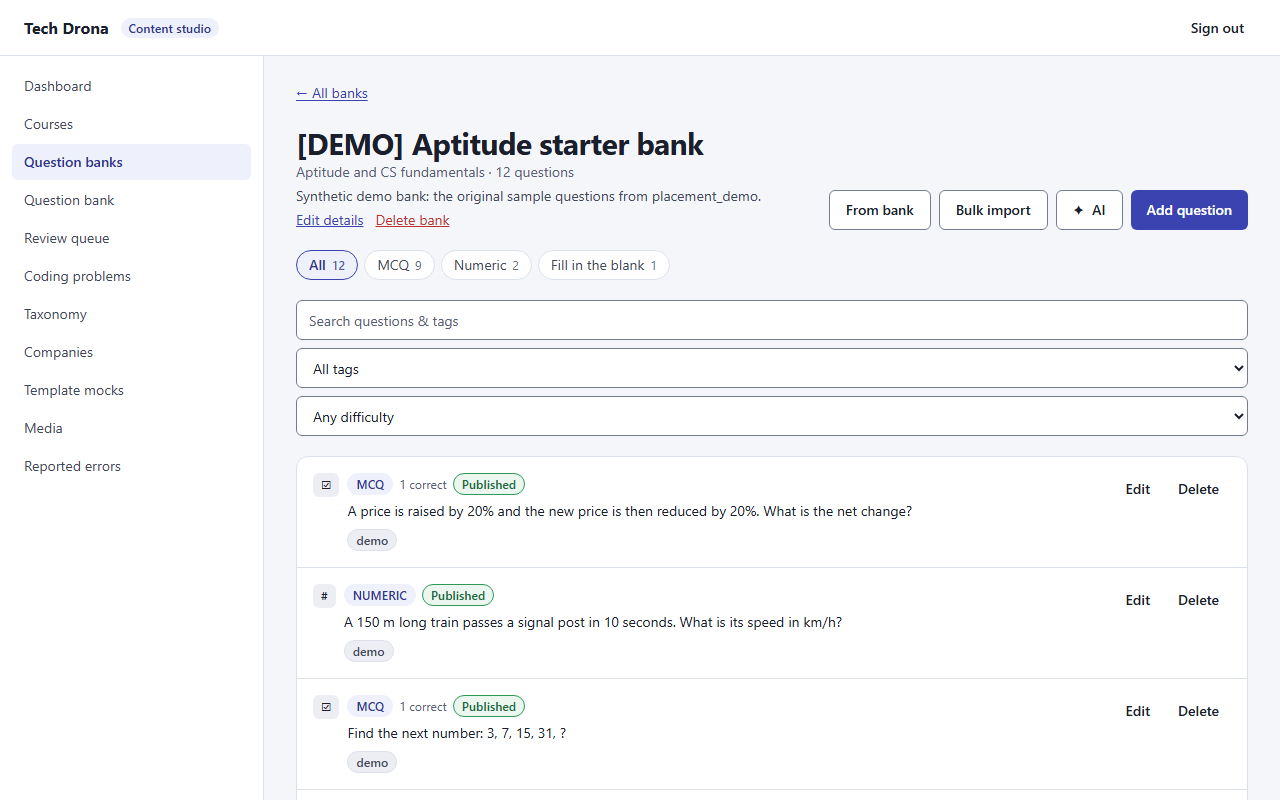 Tech Drona Content studio Sign out
Dashboard
Courses
Question banks
Question bank
Review queue
Coding problems
Taxonomy
Companies
Template mocks
Media
Reported errors
← All banks
[DEMO] Aptitude starter bank
Aptitude and CS fundamentals · 12 questions
Synthetic demo bank: the original sample questions from placement_demo.
Edit details Delete bank
From bank Bulk import ✦ AI Add question
All 12 MCQ 9 Numeric 2 Fill in the blank 1
Search questions & tags
All tags
Any difficulty
MCQ 1 correct Published
A price is raised by 20% and the new price is then reduced by 20%. What is the net change?
demo
Edit Delete
# NUMERIC Published
A 150 m long train passes a signal post in 10 seconds. What is its speed in km/h?
demo
Edit Delete
MCQ 1 correct Published
Find the next number: 3, 7, 15, 31, ?
demo
Edit Delete